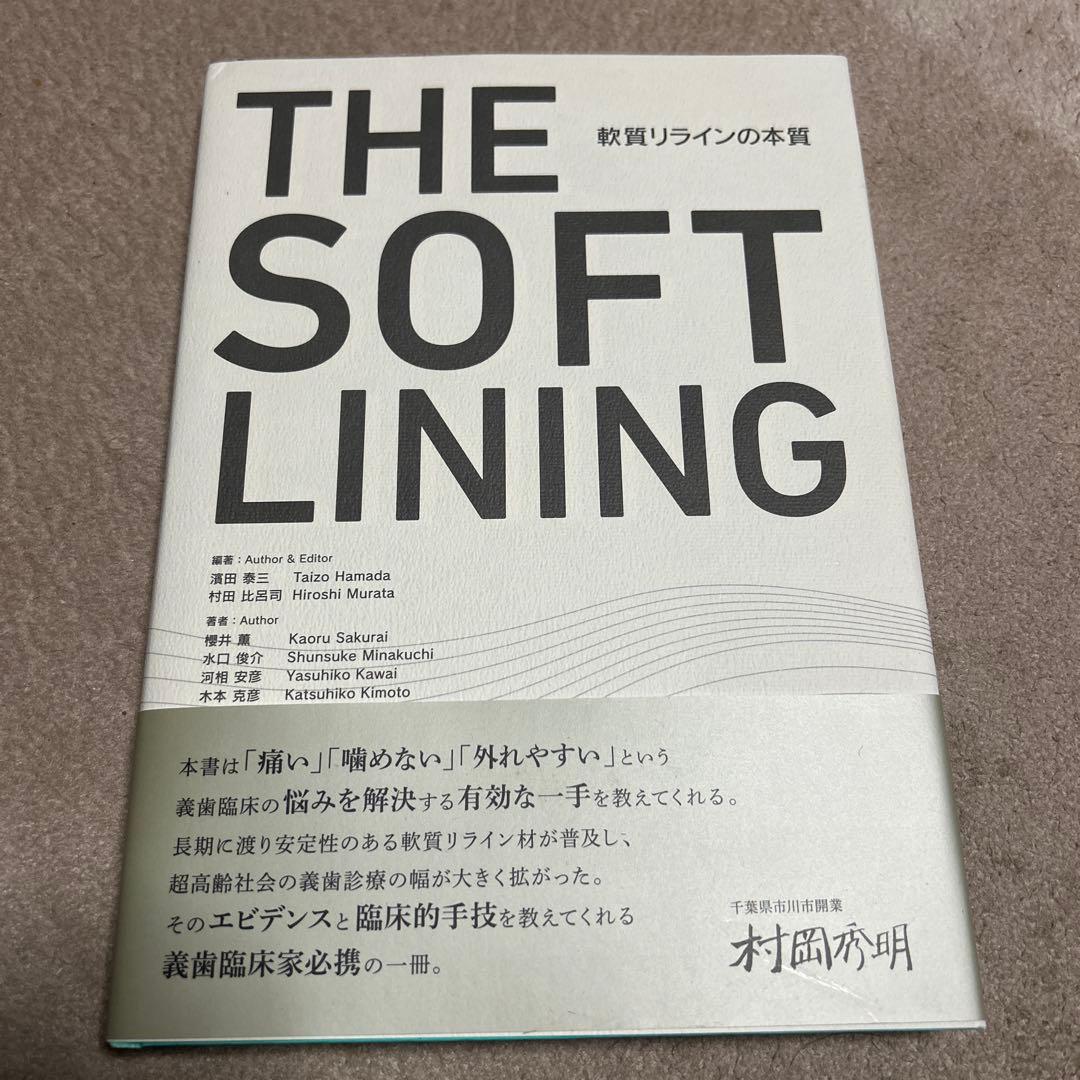 THE
軟質リラインの本質
SOFT
LINING
編著：Author & Editor
濱田 泰三 Taizo Hamada
村田 比呂司 Hiroshi Murata
著者：Author
櫻井 薫 Kaoru Sakurai
水口 俊介 Shunsuke Minakuchi
河相 安彦 Yasuhiko Kawai
木本 克彦 Katsuhiko Kimoto
本書は「痛い」「噛めない」「外れやすい」という
義歯臨床の悩みを解決する有効な一手を教えてくれる。
長期に渡り安定性のある軟質リライン材が普及し、
超高齢社会の義歯診療の幅が大きく拡がった。
そのエビデンスと臨床的手技を教えてくれる
義歯臨床家必携の一冊。
千葉県市川市開業
村岡秀明